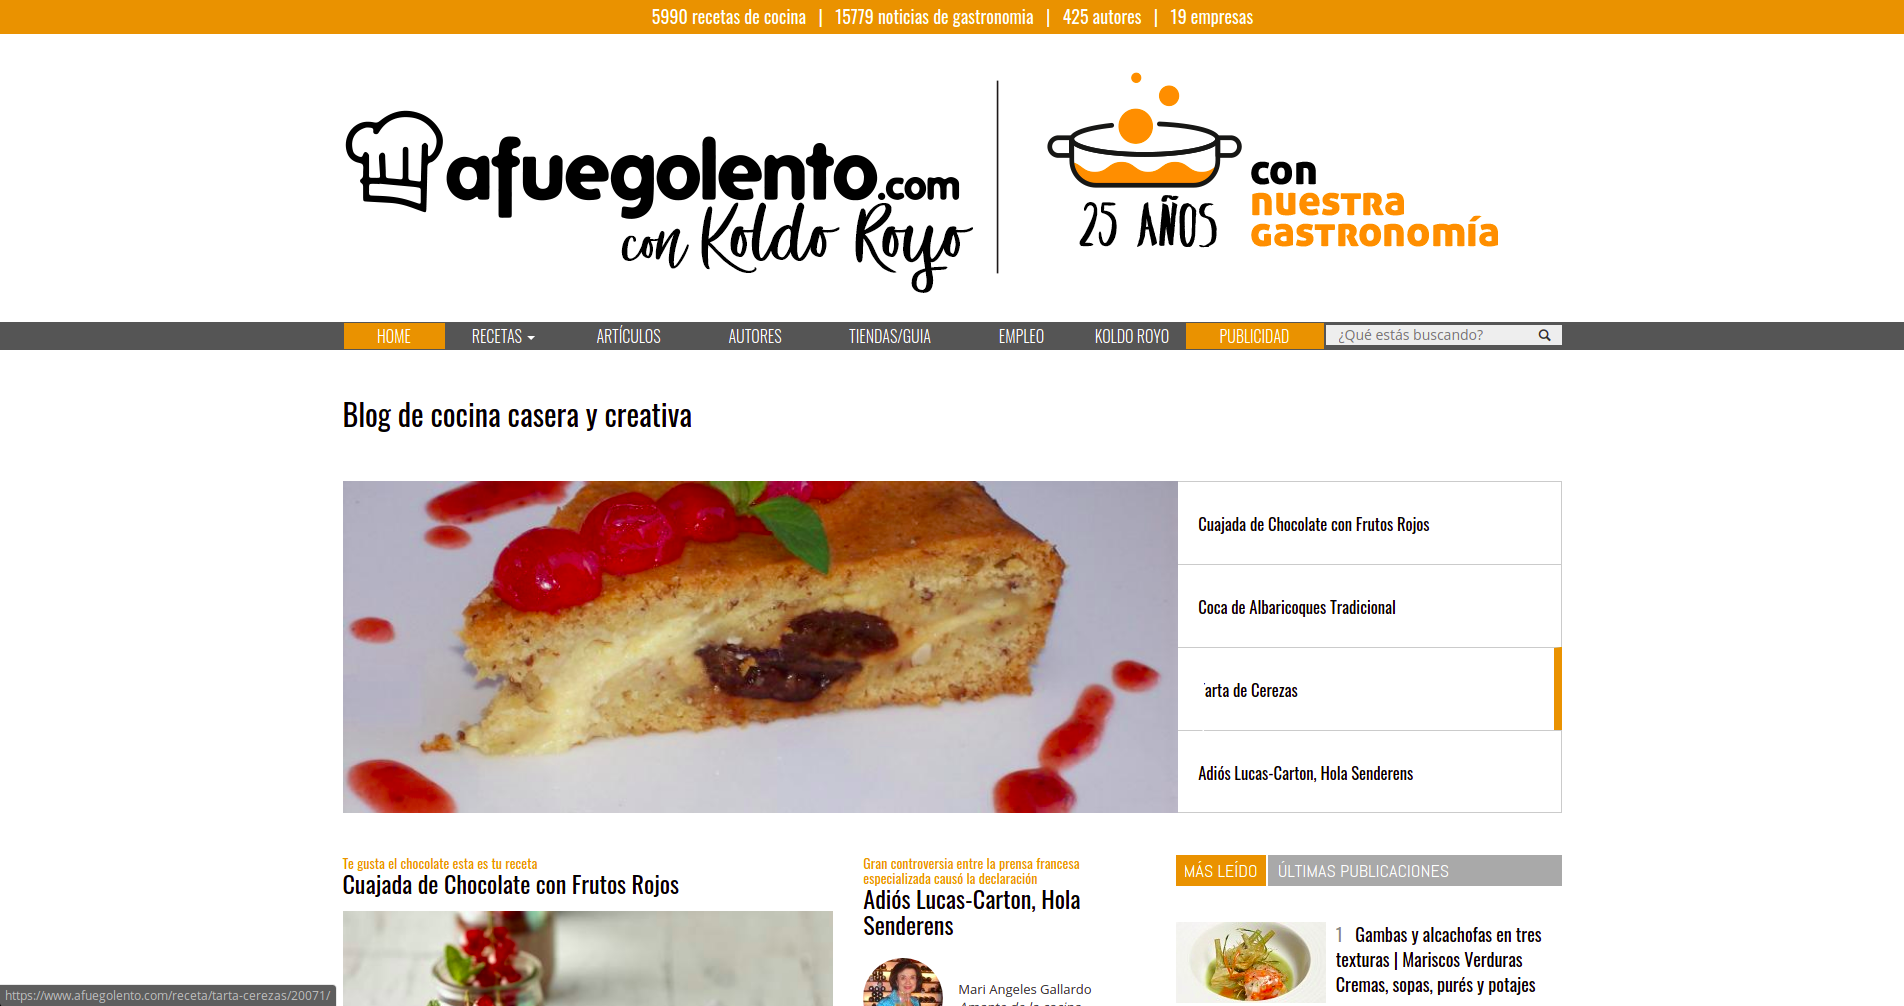 5990 recetas de cocina | 15779 noticias de gastronomia | 425 autores | 19 empresas
afuegolento.com
con Koldo Royo
25 AÑOS
con
nuestra
gastronomía
HOME RECETAS ARTÍCULOS AUTORES TIENDAS/GUIA EMPLEO KOLDO ROYO PUBLICIDAD ¿Qué estás buscando?
Blog de cocina casera y creativa
Cuajada de Chocolate con Frutos Rojos
Coca de Albaricoques Tradicional
Tarta de Cerezas
Adiós Lucas-Carton, Hola Senderens
Te gusta el chocolate esta es tu receta
Cuajada de Chocolate con Frutos Rojos
Gran controversia entre la prensa francesa
especializada causó la declaración
Adiós Lucas-Carton, Hola
Senderens
Mari Angeles Gallardo
MÁS LEÍDO ÚLTIMAS PUBLICACIONES
1 Gambas y alcachofas en tres
texturas | Mariscos Verduras
Cremas, sopas, purés y potajes
https://www.afuegolento.com/receta/tarta-cerezas/20071/